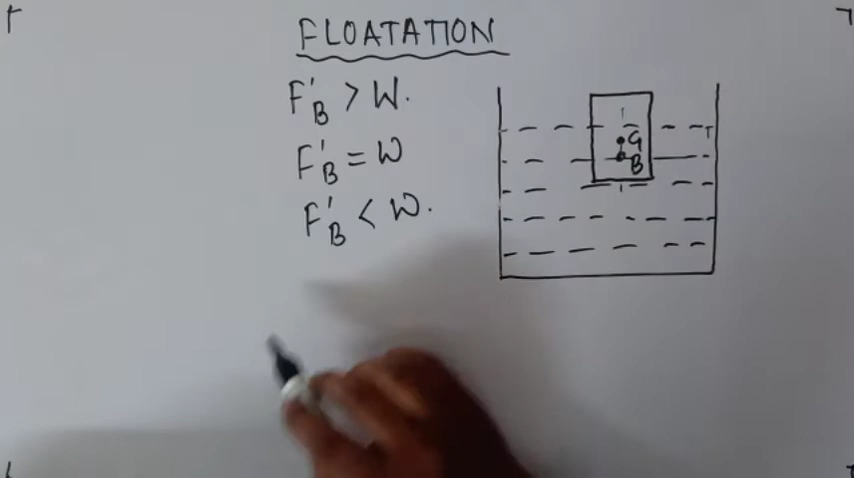 FLOATATION
F'B > W.
F'B = W
F'B < W.
G
B